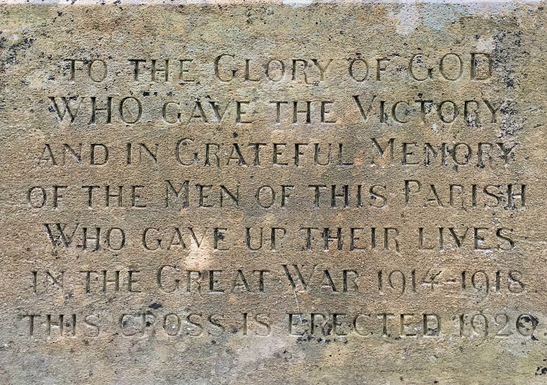 TO THE GLORY OF GOD
WHO GAVE THE VICTORY
AND IN GRATEFUL MEMORY
OF THE MEN OF THIS PARISH
WHO GAVE UP THEIR LIVES
IN THE GREAT WAR 1914-1918
THIS CROSS IS ERECTED 1920